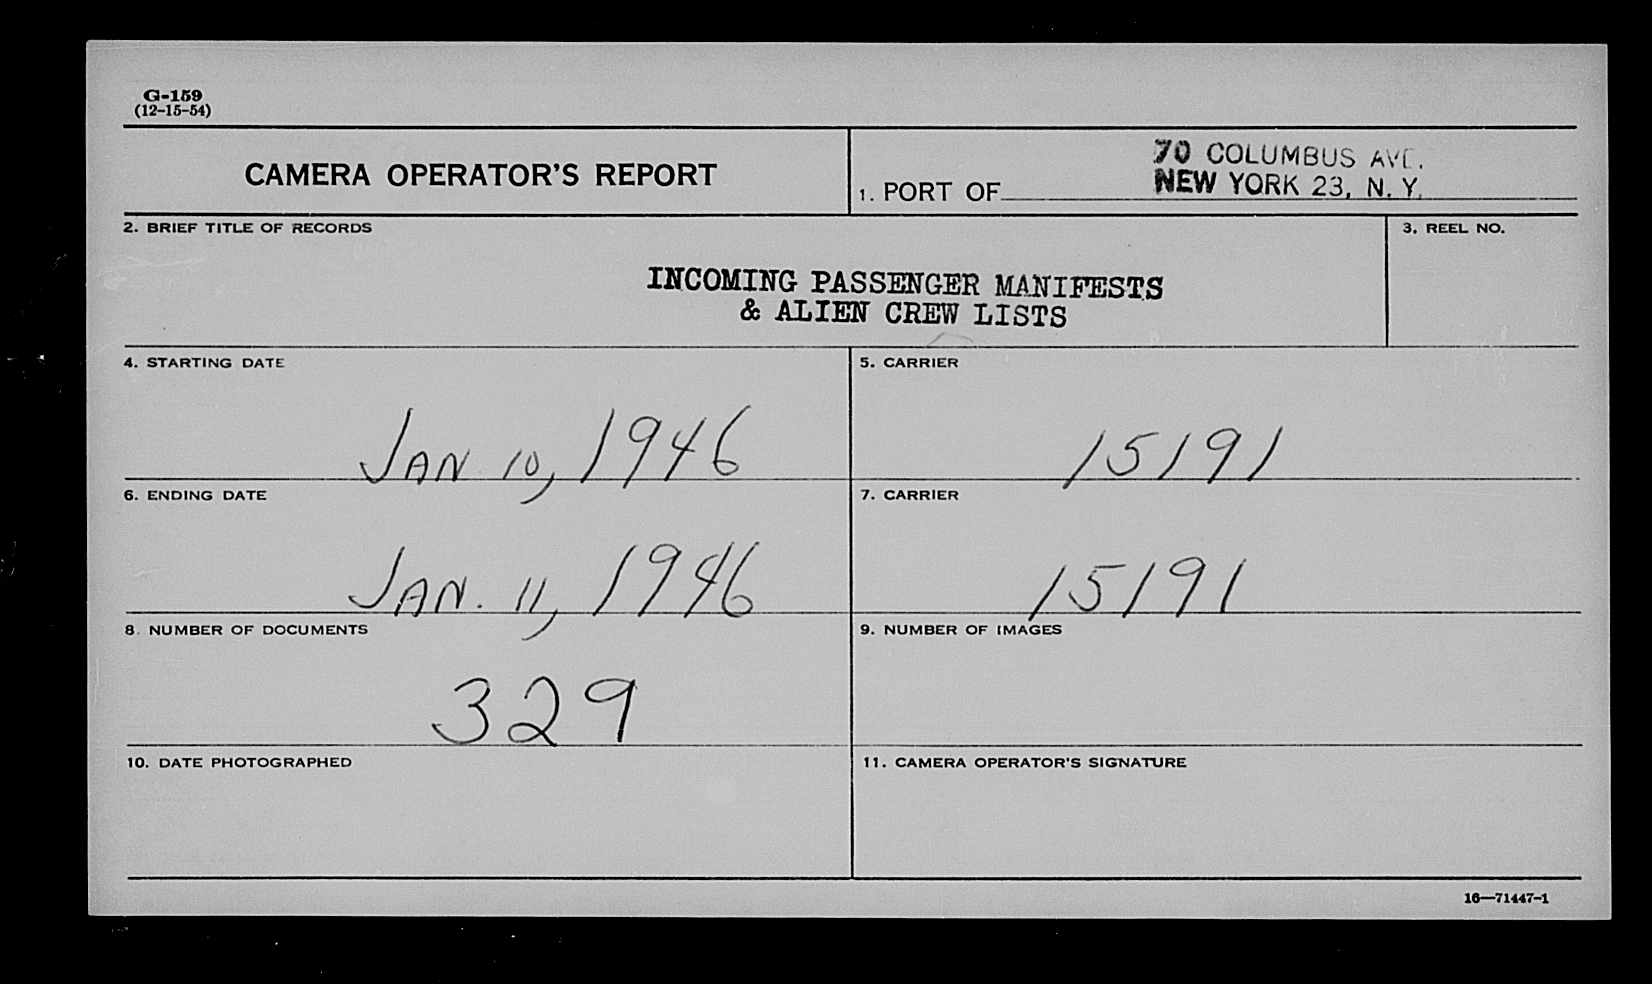 G-159
(12-15-54)
CAMERA OPERATOR'S REPORT
1. PORT OF
70 COLUMBUS AVE.
NEW YORK 23, N. Y.
2. BRIEF TITLE OF RECORDS
3. REEL NO.
INCOMING PASSENGER MANIFESTS
& ALIEN CREW LISTS
4. STARTING DATE
JAN 10, 1946
5. CARRIER
15191
6. ENDING DATE
JAN. 11, 1946
7. CARRIER
15191
8. NUMBER OF DOCUMENTS
329
9. NUMBER OF IMAGES
10. DATE PHOTOGRAPHED
11. CAMERA OPERATOR'S SIGNATURE
16—71447-1